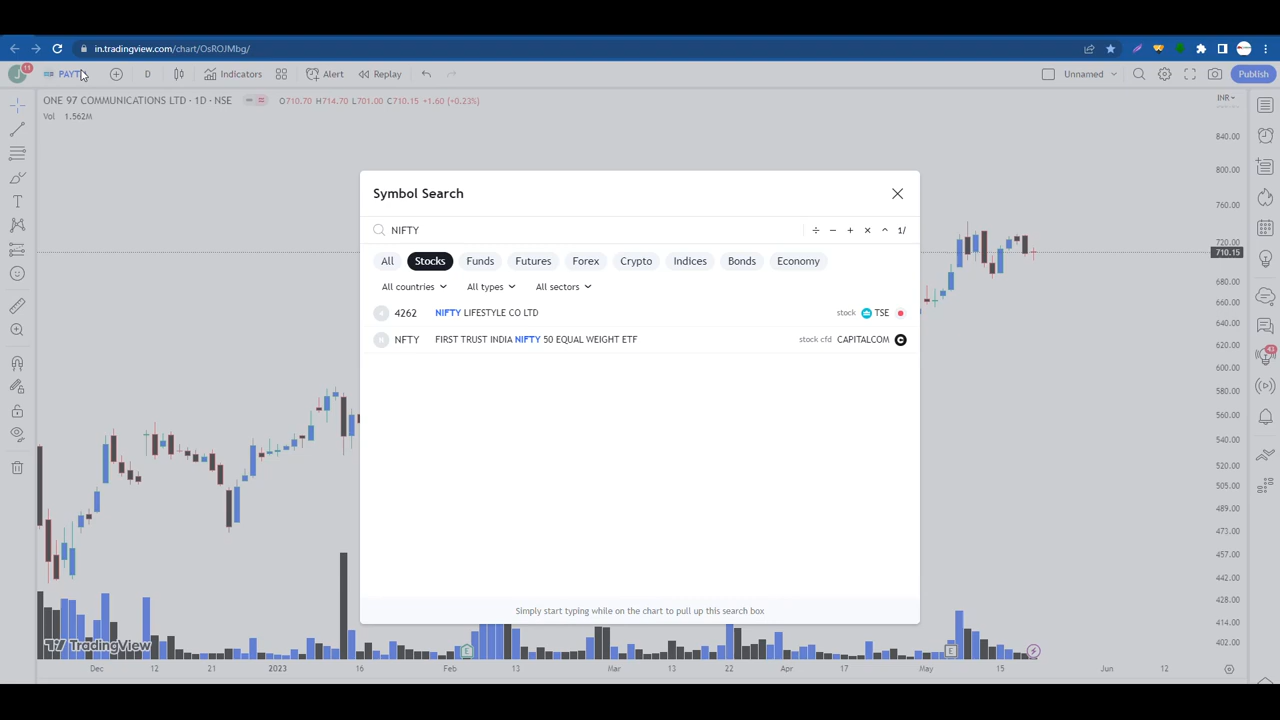 in.tradingview.com/chart/OsROJMbg/
J 11 PAYT D Indicators Alert Replay Unnamed Publish
ONE 97 COMMUNICATIONS LTD · 1D · NSE O710.70 H714.70 L701.00 C710.15 +1.60 (+0.23%)
INR
Vol 1.562M
Symbol Search
NIFTY ÷ − + × ^ 1/
All Stocks Funds Futures Forex Crypto Indices Bonds Economy
All countries All types All sectors
4262 NIFTY LIFESTYLE CO LTD stock TSE
NFTY FIRST TRUST INDIA NIFTY 50 EQUAL WEIGHT ETF stock cfd CAPITALCOM
Simply start typing while on the chart to pull up this search box
840.00
800.00
760.00
720.00
710.15
680.00
660.00
640.00
620.00
600.00
580.00
560.00
540.00
520.00
505.00
489.00
473.00
457.00
442.00
428.00
414.00
402.00
43
TradingView
E E
Dec 12 21 2023 16 Feb 13 Mar 13 22 Apr 17 May 15 Jun 12